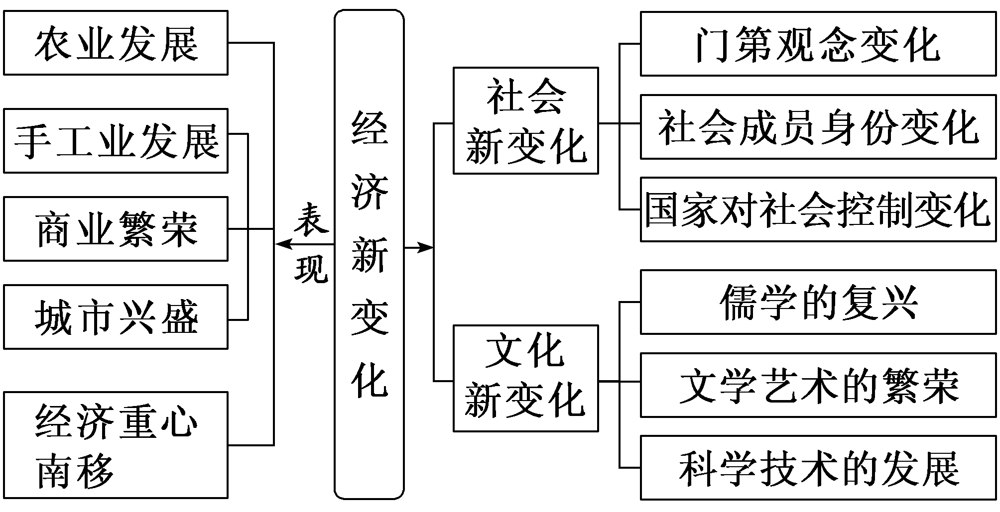 农业发展
手工业发展
商业繁荣
城市兴盛
经济重心
南移
表现
经济新变化
社会
新变化
文化
新变化
门第观念变化
社会成员身份变化
国家对社会控制变化
儒学的复兴
文学艺术的繁荣
科学技术的发展